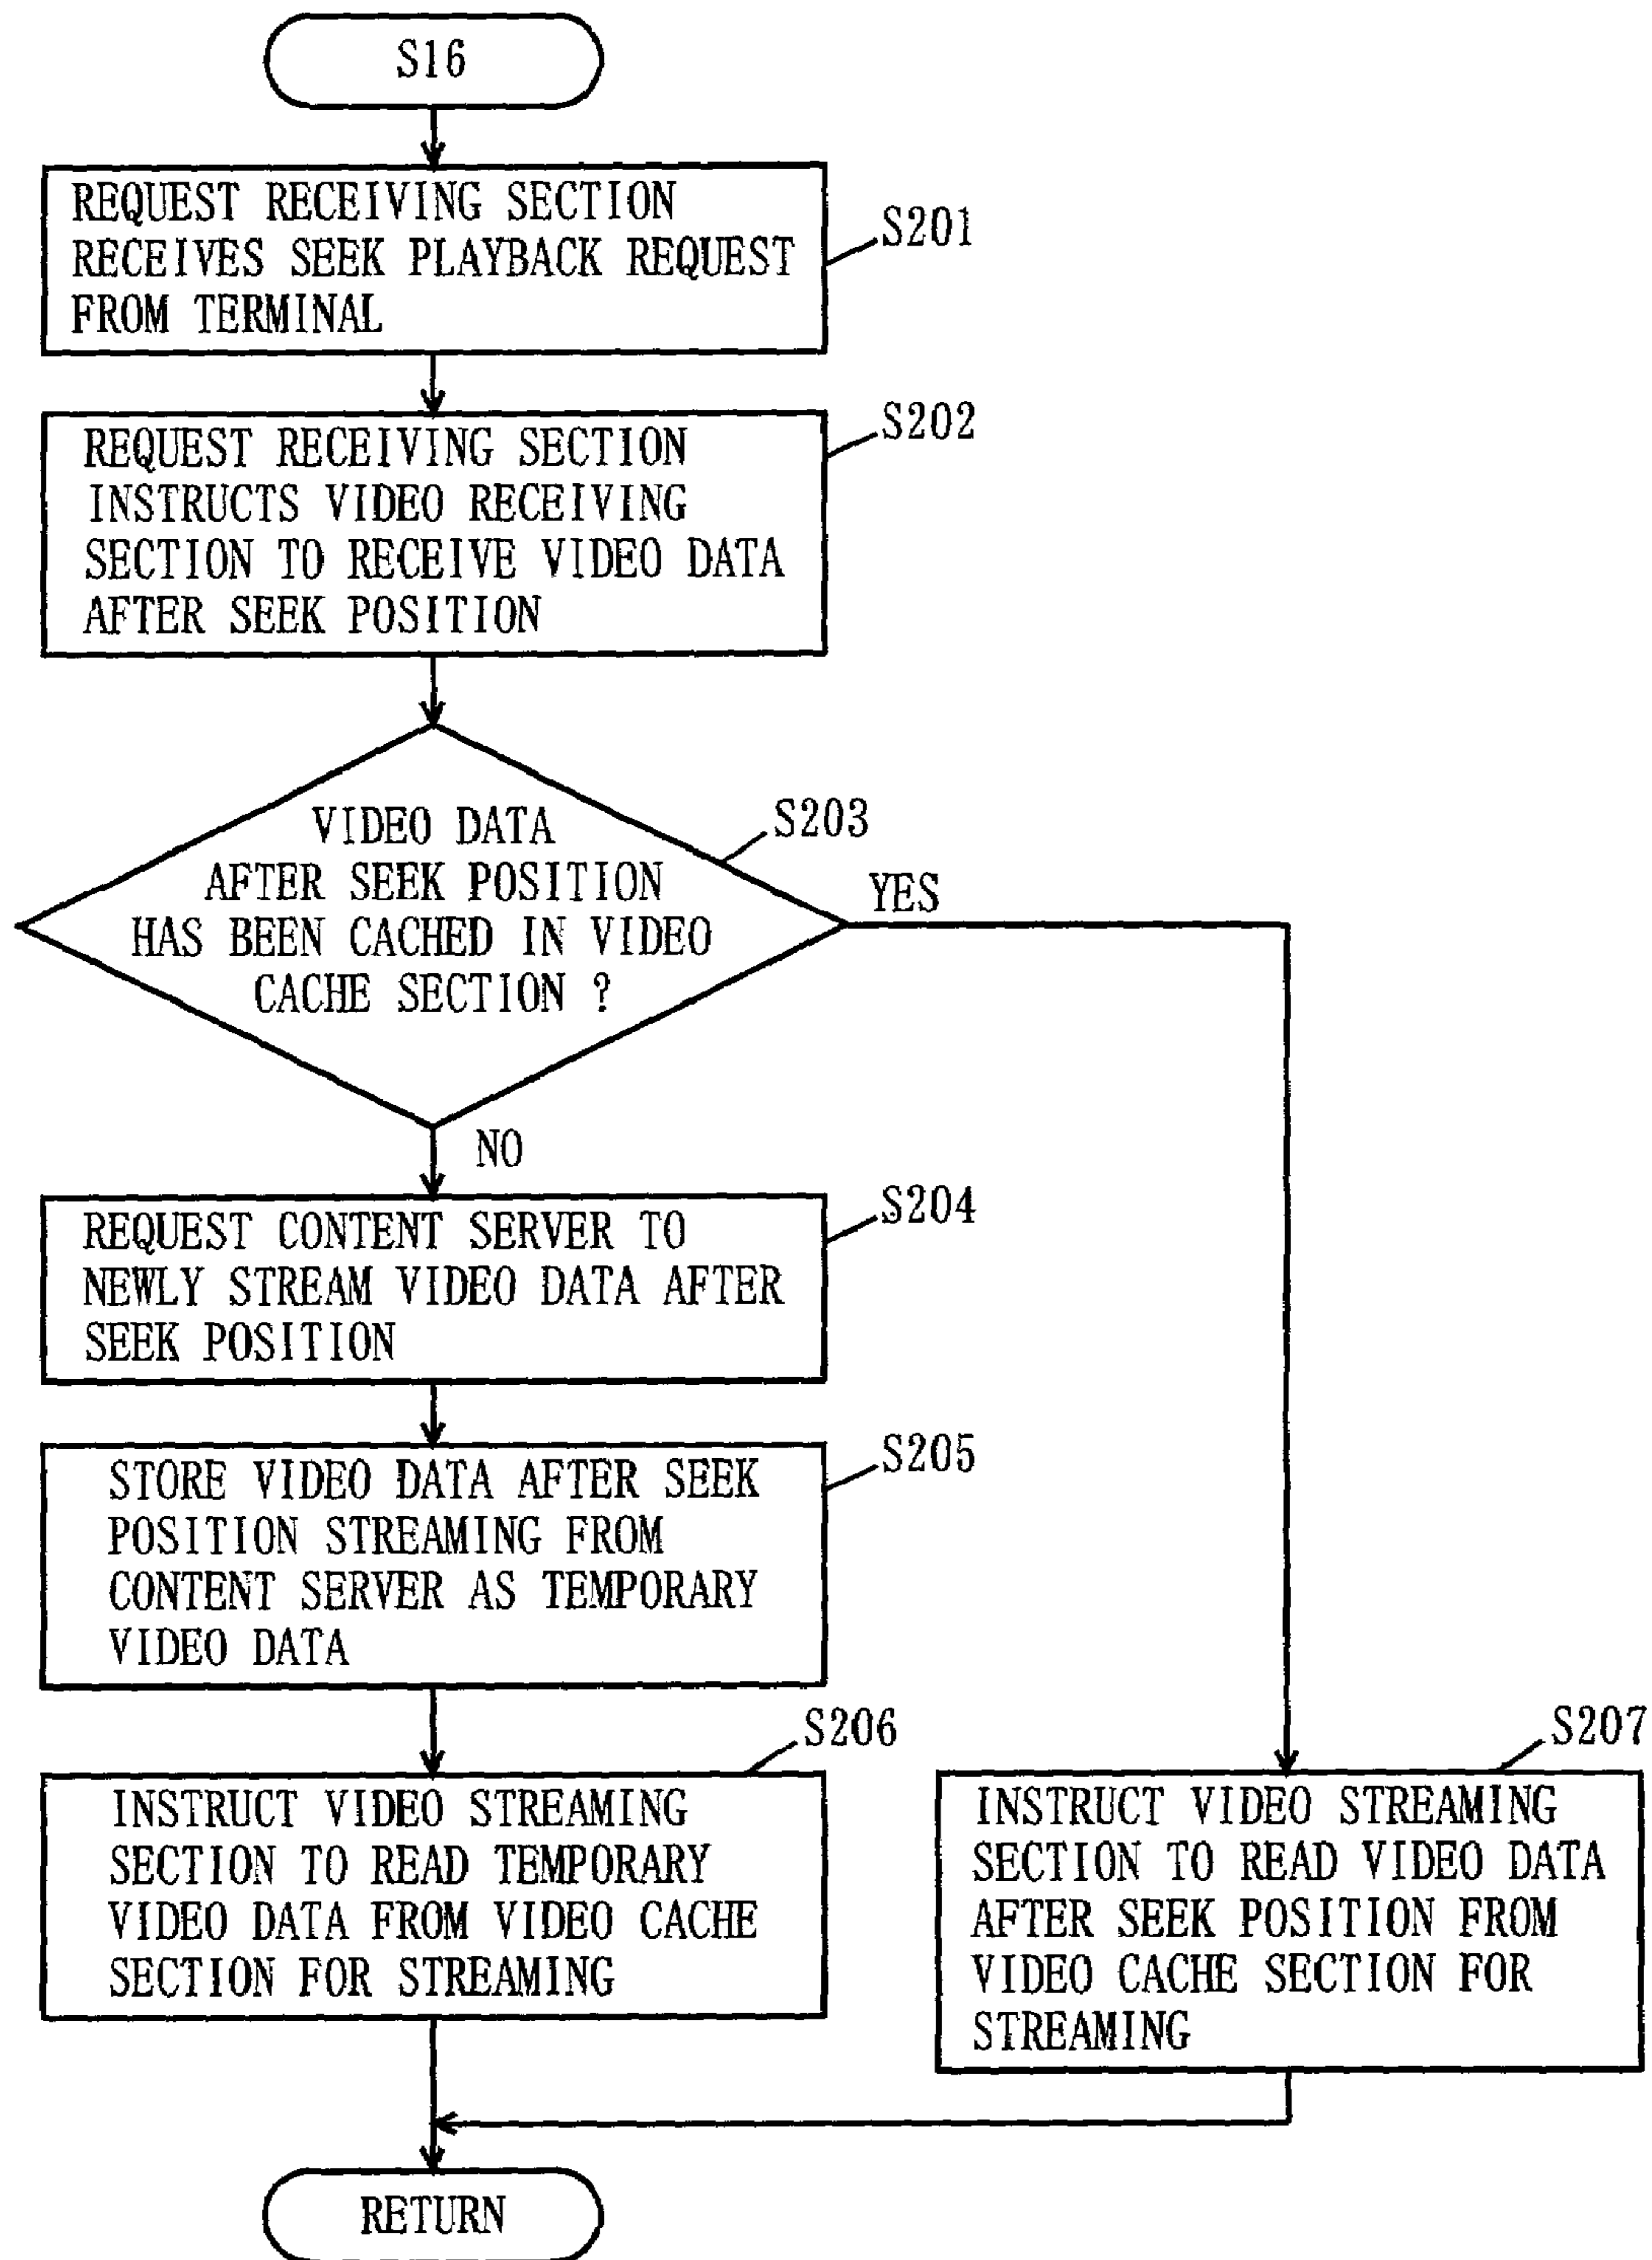 S16
REQUEST RECEIVING SECTION
RECEIVES SEEK PLAYBACK REQUEST
FROM TERMINAL
S201
REQUEST RECEIVING SECTION
INSTRUCTS VIDEO RECEIVING
SECTION TO RECEIVE VIDEO DATA
AFTER SEEK POSITION
S202
VIDEO DATA
AFTER SEEK POSITION
HAS BEEN CACHED IN VIDEO
CACHE SECTION ?
S203
YES
NO
REQUEST CONTENT SERVER TO
NEWLY STREAM VIDEO DATA AFTER
SEEK POSITION
S204
STORE VIDEO DATA AFTER SEEK
POSITION STREAMING FROM
CONTENT SERVER AS TEMPORARY
VIDEO DATA
S205
INSTRUCT VIDEO STREAMING
SECTION TO READ TEMPORARY
VIDEO DATA FROM VIDEO CACHE
SECTION FOR STREAMING
S206
INSTRUCT VIDEO STREAMING
SECTION TO READ VIDEO DATA
AFTER SEEK POSITION FROM
VIDEO CACHE SECTION FOR
STREAMING
S207
RETURN